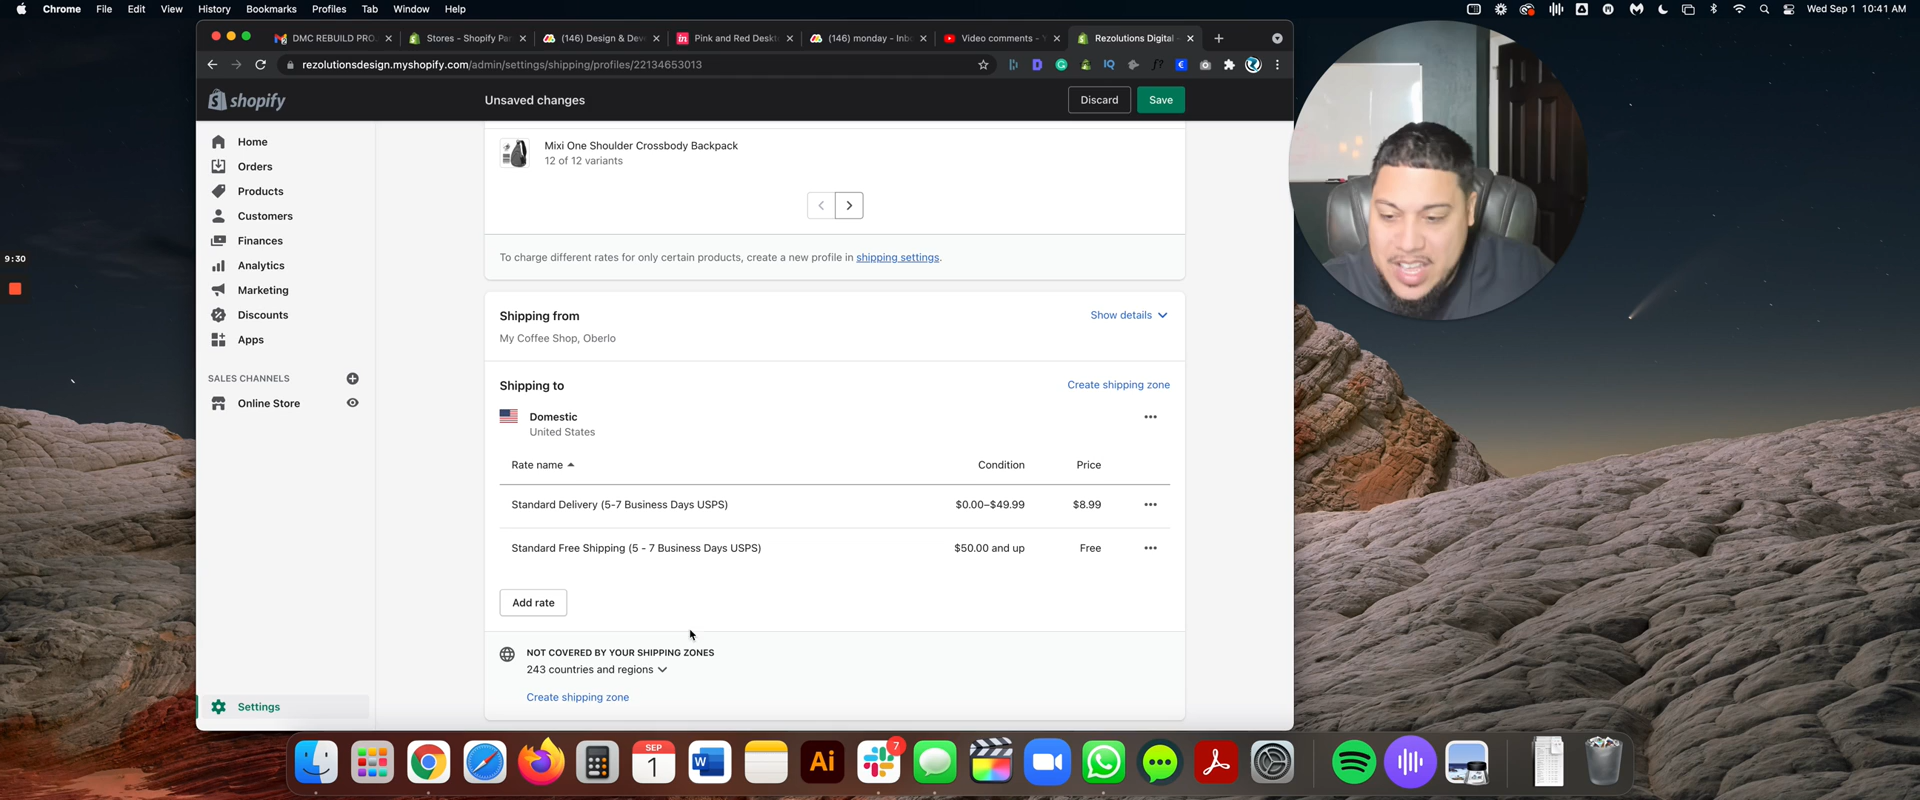 Chrome File Edit View History Bookmarks Profiles Tab Window Help
Wed Sep 1 10:41 AM
DMC REBUILD PRO
Stores - Shopify Pa
(146) Design & Dev
Pink and Red Deskt
(146) monday - Inb
Video comments - Y
Rezolutions Digital
rezolutionsdesign.myshopify.com/admin/settings/shipping/profiles/22134653013
shopify
Unsaved changes
Discard
Save
Home
Orders
Products
Customers
Finances
Analytics
Marketing
Discounts
Apps
SALES CHANNELS
Online Store
Settings
9:30
Mixi One Shoulder Crossbody Backpack
12 of 12 variants
To charge different rates for only certain products, create a new profile in shipping settings.
Shipping from
Show details
My Coffee Shop, Oberlo
Shipping to
Create shipping zone
Domestic
United States
Rate name Condition Price
Standard Delivery (5-7 Business Days USPS) $0.00–$49.99 $8.99
Standard Free Shipping (5 - 7 Business Days USPS) $50.00 and up Free
Add rate
NOT COVERED BY YOUR SHIPPING ZONES
243 countries and regions
Create shipping zone
SEP
1
W
Ai
7